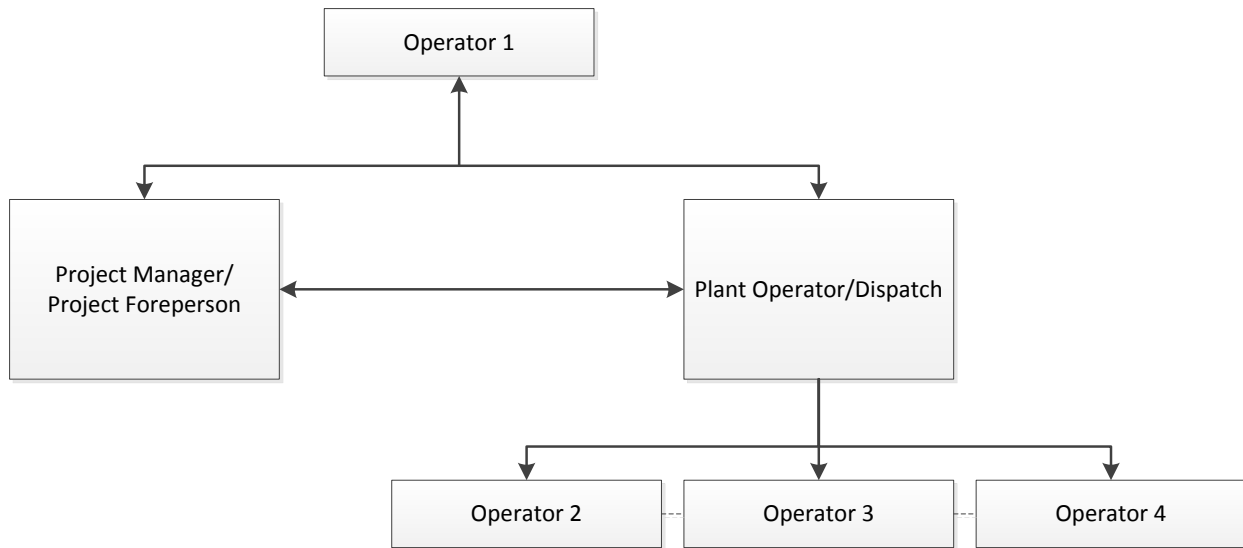 Operator 1
Project Manager/
Project Foreperson
Plant Operator/Dispatch
Operator 2
Operator 3
Operator 4